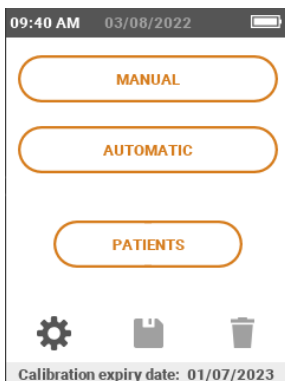 09:40 AM 03/08/2022
MANUAL
AUTOMATIC
PATIENTS
Calibration expiry date: 01/07/2023